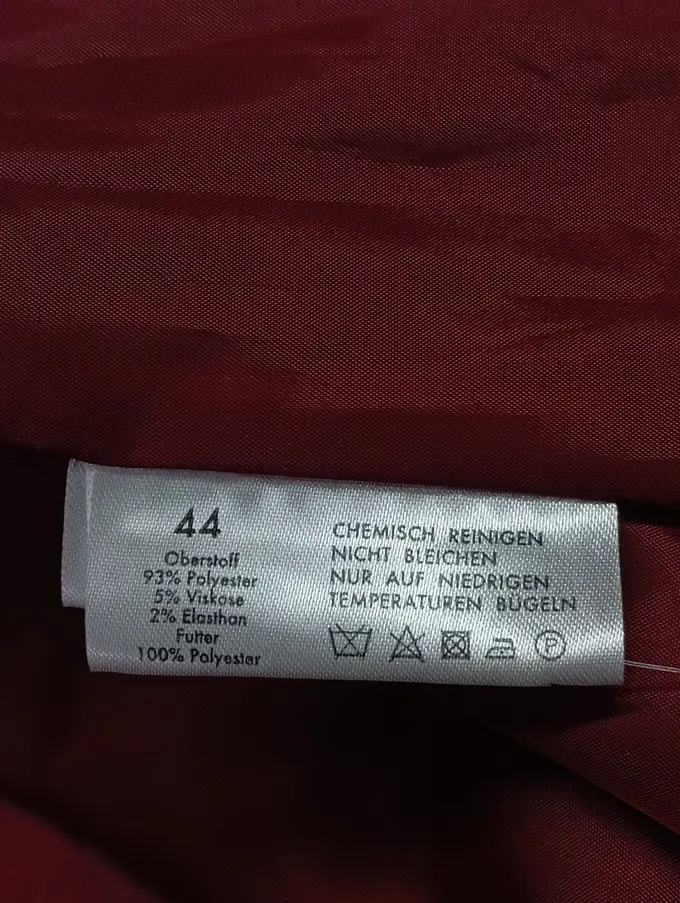 44
Oberstoff
93% Polyester
5% Viskose
2% Elasthan
Futter
100% Polyester
CHEMISCH REINIGEN
NICHT BLEICHEN
NUR AUF NIEDRIGEN
TEMPERATUREN BÜGELN
P